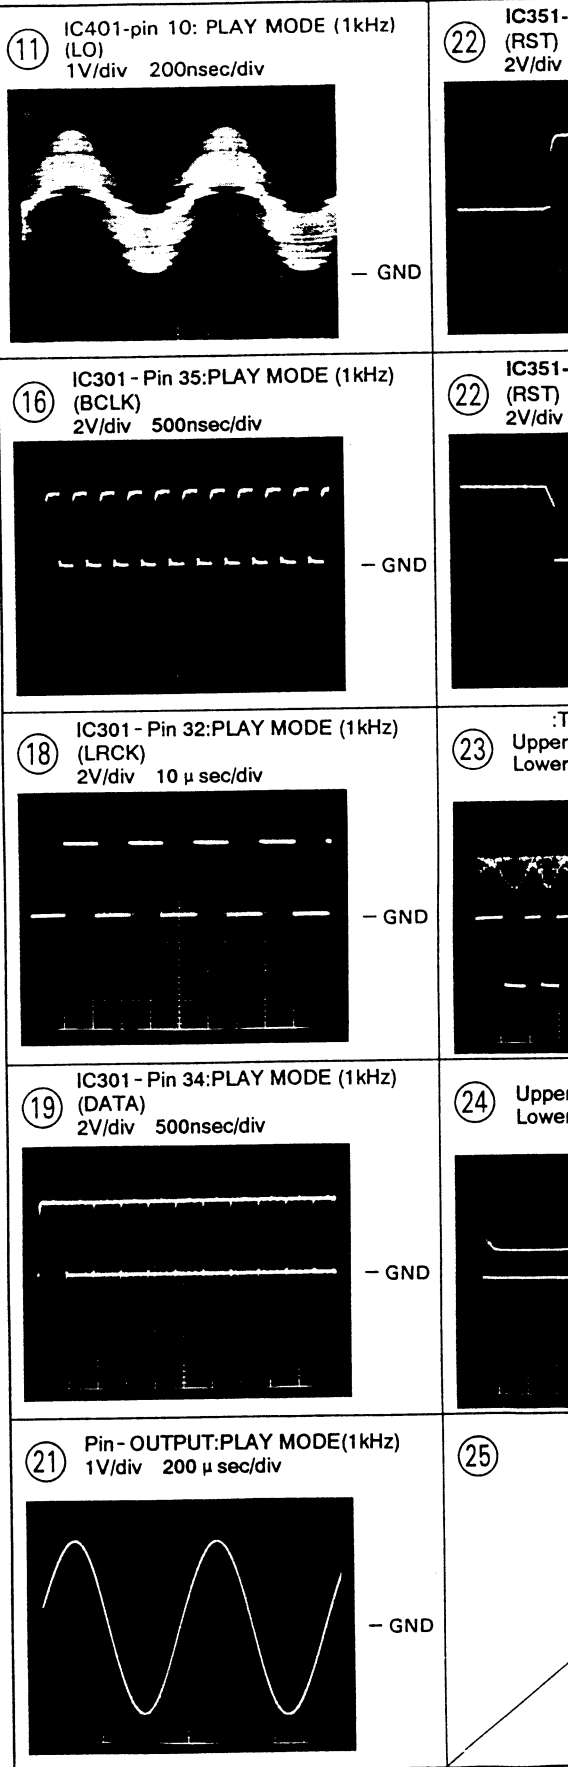 11
IC401-pin 10: PLAY MODE (1kHz)
(LO)
1V/div 200nsec/div
— GND
16
IC301 - Pin 35:PLAY MODE (1kHz)
(BCLK)
2V/div 500nsec/div
— GND
18
IC301 - Pin 32:PLAY MODE (1kHz)
(LRCK)
2V/div 10 μ sec/div
— GND
19
IC301 - Pin 34:PLAY MODE (1kHz)
(DATA)
2V/div 500nsec/div
— GND
21
Pin - OUTPUT:PLAY MODE(1kHz)
1V/div 200 μ sec/div
— GND
22
IC351-
(RST)
2V/div
22
IC351-
(RST)
2V/div
23
:T
Upper
Lower
24
Upper
Lower
25